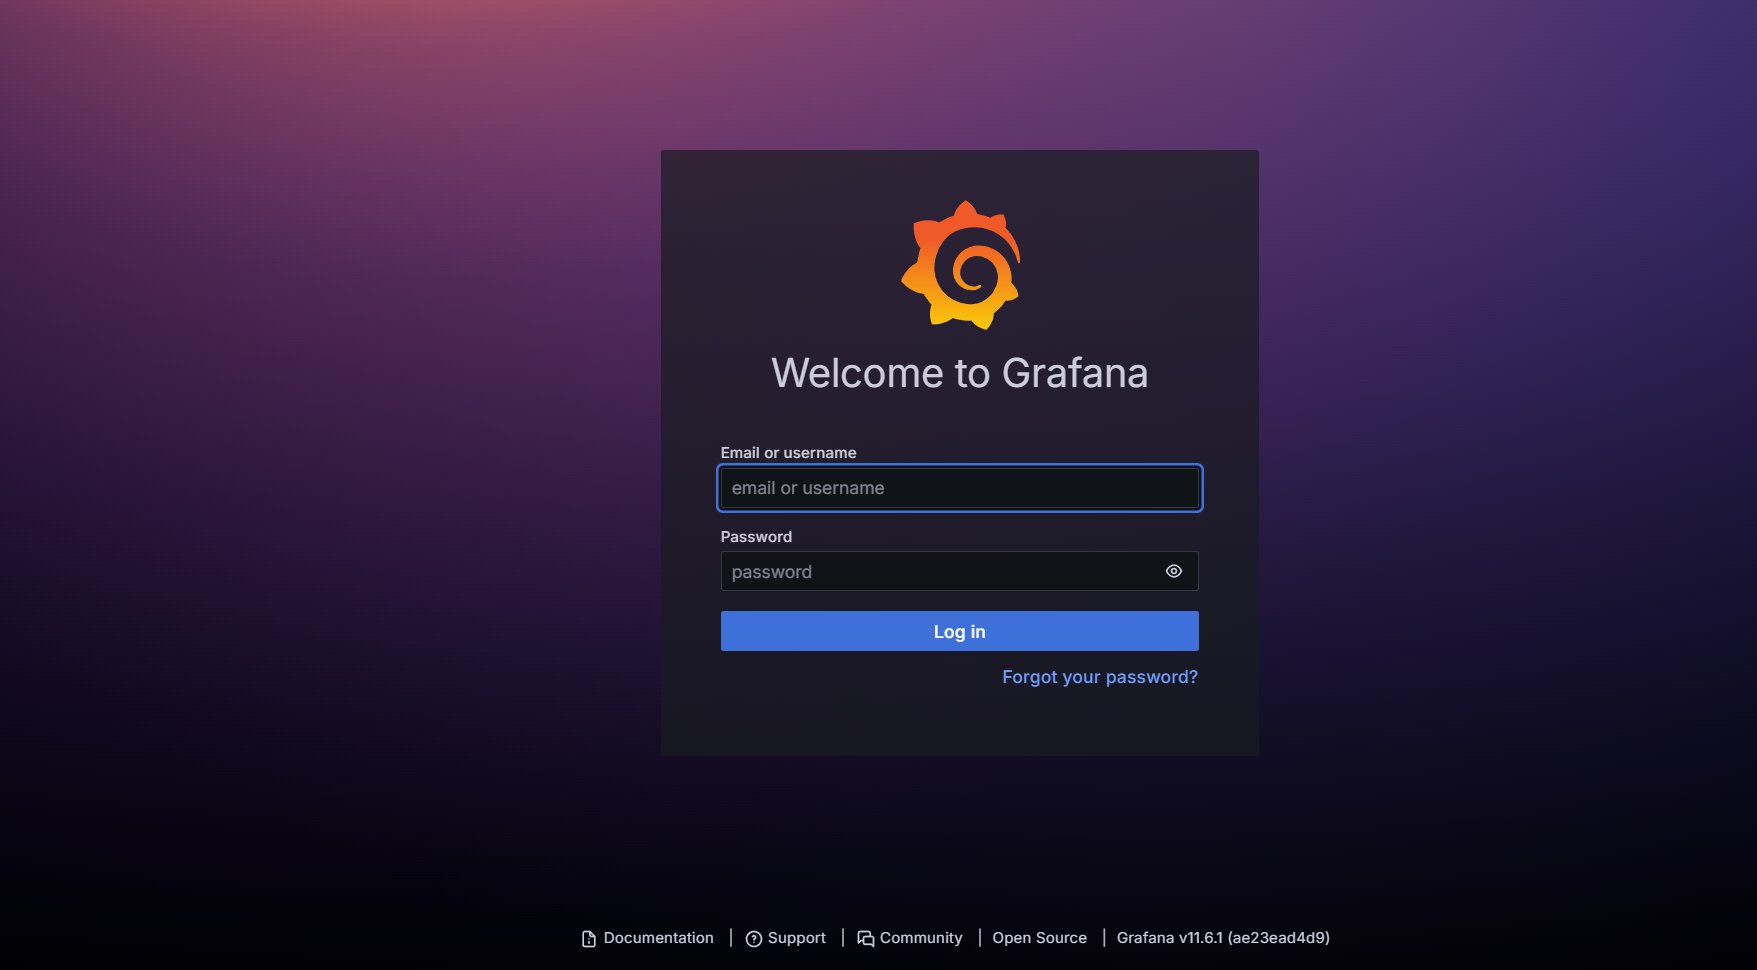 Welcome to Grafana
Email or username
email or username
Password
password
Log in
Forgot your password?
Documentation | Support | Community | Open Source | Grafana v11.6.1 (ae23ead4d9)